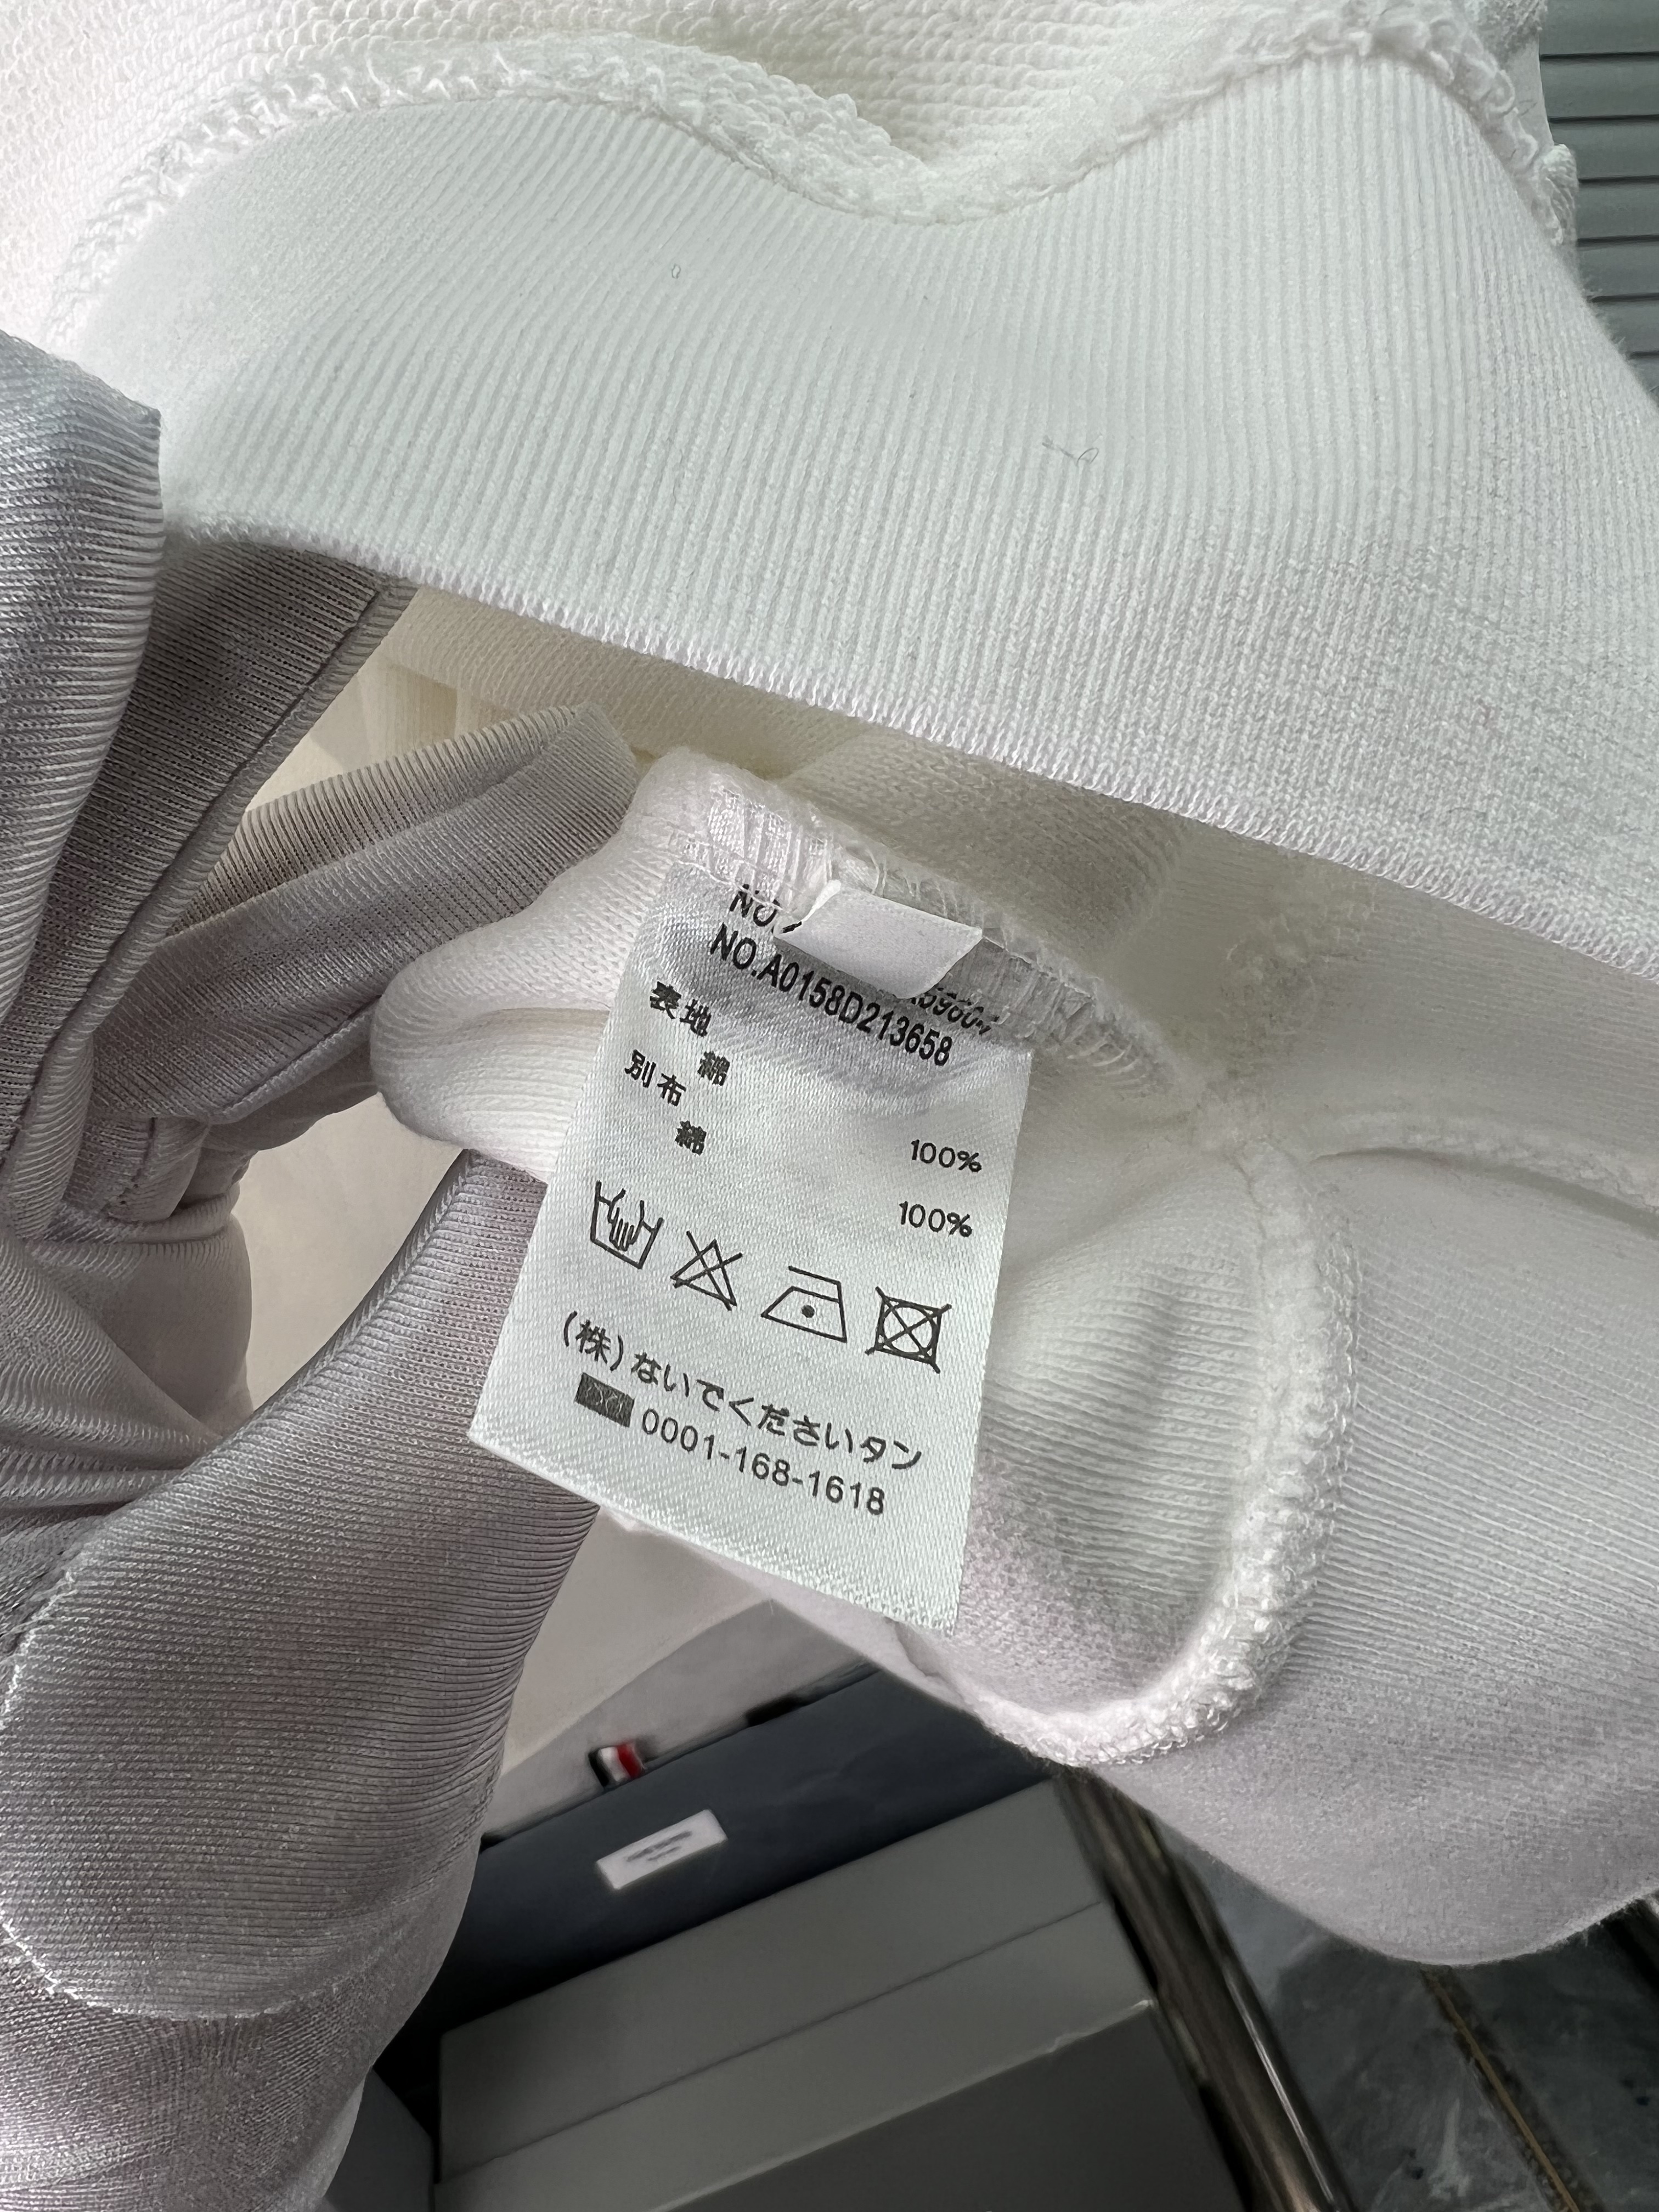 NO.A0158D213658
表地
綿 100%
別布
綿 100%
(株)ないでくださいタン
0001-168-1618